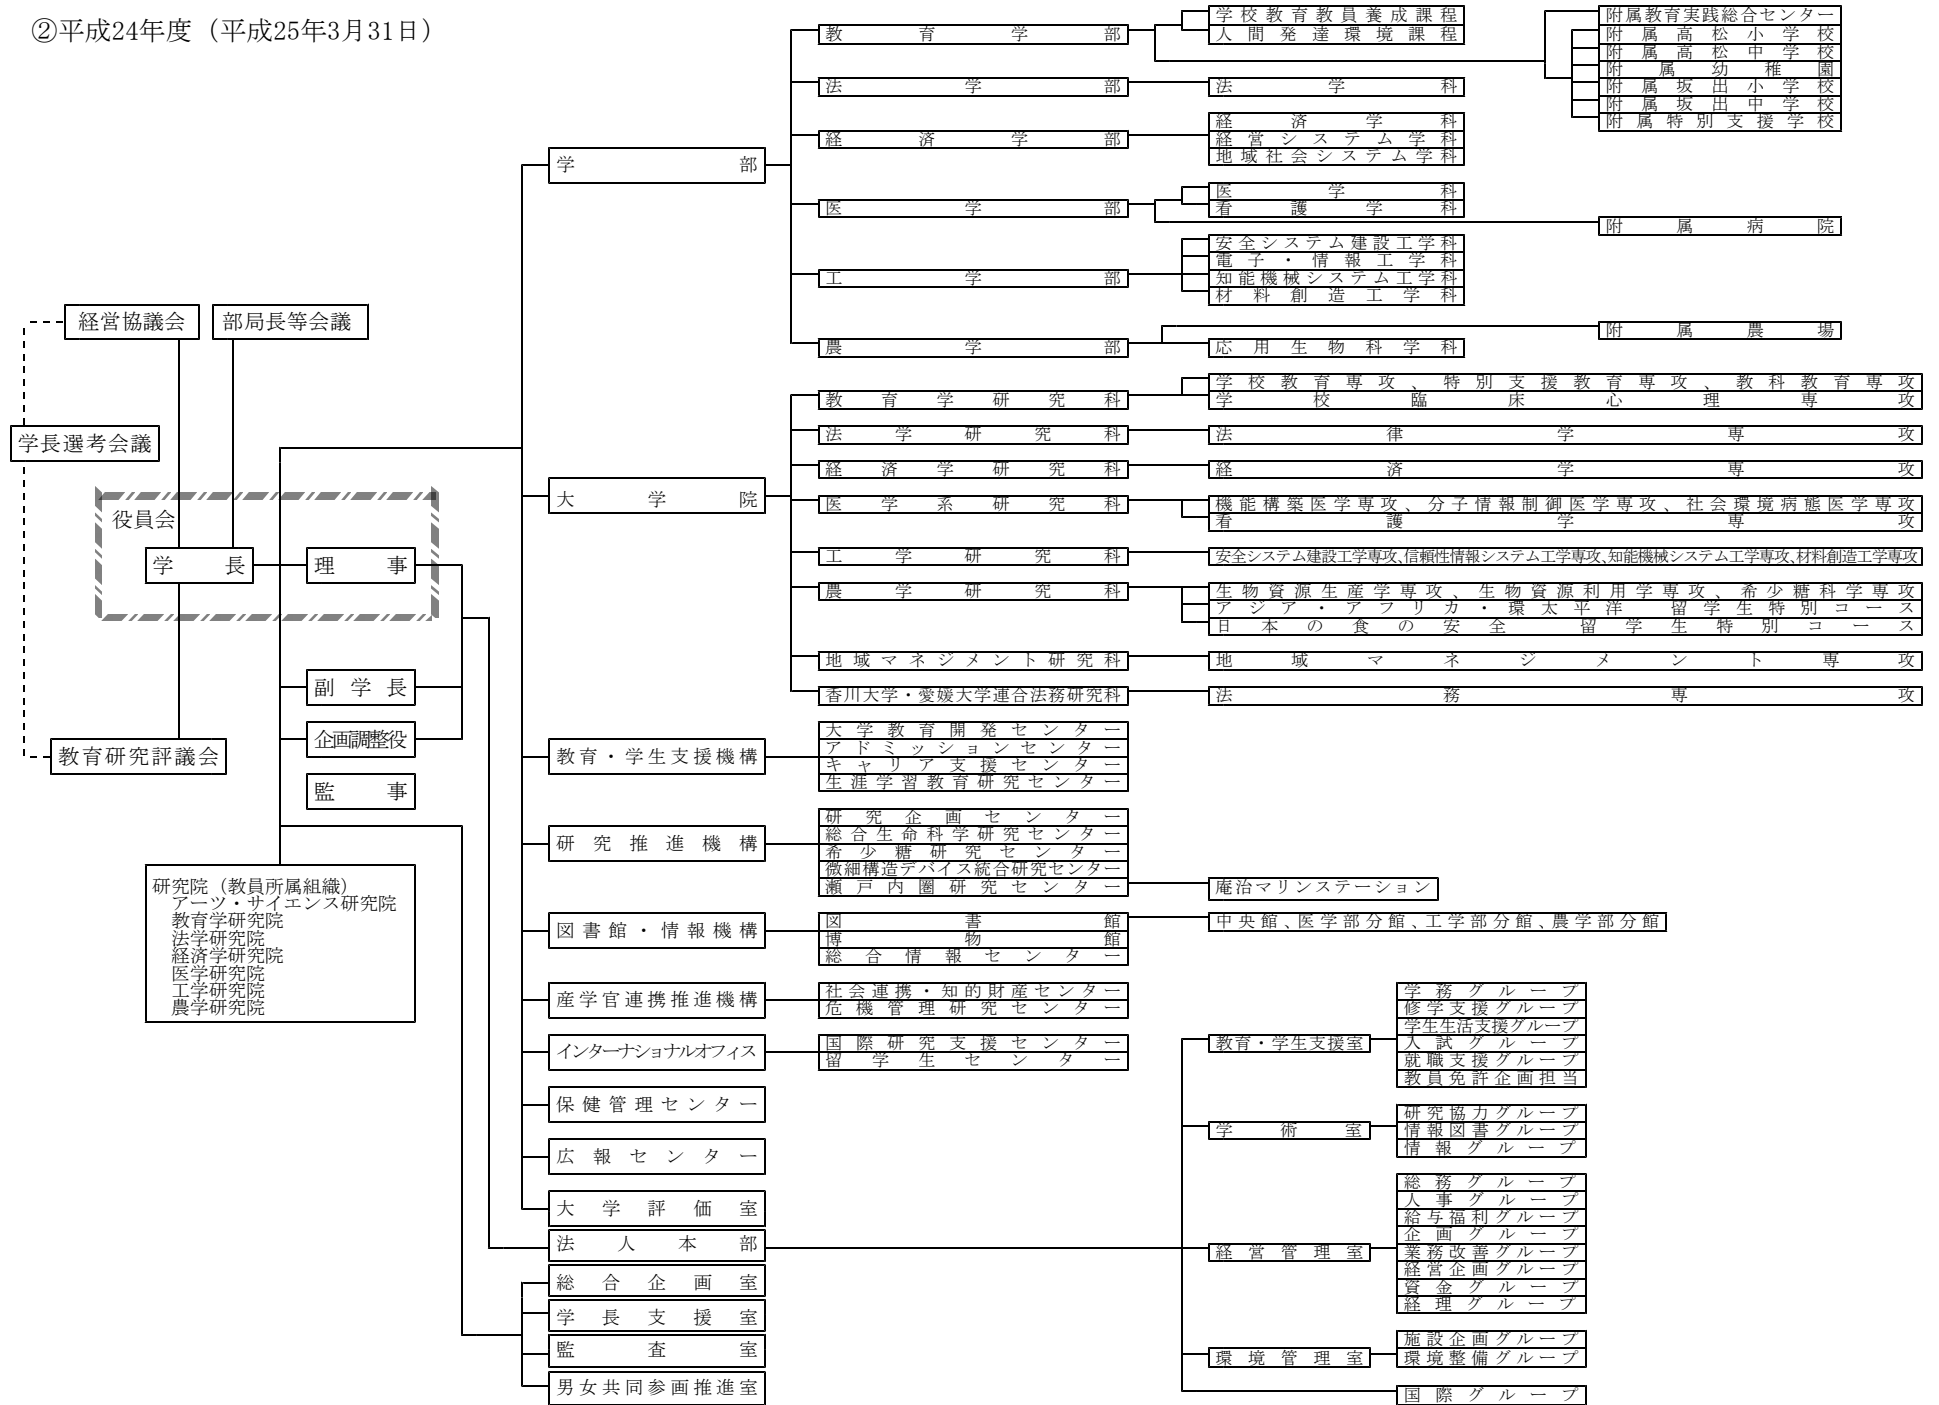 ②平成24年度（平成25年3月31日）
経営協議会
部局長等会議
学長選考会議
役員会
学長
理事
副学長
企画調整役
監事
教育研究評議会
研究院（教員所属組織）
アーツ・サイエンス研究院
教育学研究院
法学研究院
経済学研究院
医学研究院
工学研究院
農学研究院
学部
教育学部
学校教育教員養成課程
人間発達環境課程
附属教育実践総合センター
附属高松小学校
附属高松中学校
附属幼稚園
附属坂出小学校
附属坂出中学校
附属特別支援学校
法学部
法学科
経済学部
経済学科
経営システム学科
地域社会システム学科
医学部
医学科
看護学科
附属病院
工学部
安全システム建設工学科
電子・情報工学科
知能機械システム工学科
材料創造工学科
農学部
附属農場
応用生物科学科
大学院
教育学研究科
学校教育専攻、特別支援教育専攻、教科教育専攻
学校臨床心理専攻
法学研究科
法律学専攻
経済学研究科
経済学専攻
医学系研究科
機能構築医学専攻、分子情報制御医学専攻、社会環境病態医学専攻
看護学専攻
工学研究科
安全システム建設工学専攻、信頼性情報システム工学専攻、知能機械システム工学専攻、材料創造工学専攻
農学研究科
生物資源生産学専攻、生物資源利用学専攻、希少糖科学専攻
アジア・アフリカ・環太平洋　留学生特別コース
日本の食の安全　留学生特別コース
地域マネジメント研究科
地域マネジメント専攻
香川大学・愛媛大学連合法務研究科
法務専攻
教育・学生支援機構
大学教育開発センター
アドミッションセンター
キャリア支援センター
生涯学習教育研究センター
研究推進機構
研究企画センター
総合生命科学研究センター
希少糖研究センター
微細構造デバイス統合研究センター
瀬戸内圏研究センター
庵治マリンステーション
図書館・情報機構
図書館
博物館
総合情報センター
中央館、医学部分館、工学部分館、農学部分館
産学官連携推進機構
社会連携・知的財産センター
危機管理研究センター
インターナショナルオフィス
国際研究支援センター
留学生センター
保健管理センター
広報センター
大学評価室
法人本部
教育・学生支援室
学務グループ
修学支援グループ
学生生活支援グループ
入試グループ
就職支援グループ
教員免許企画担当
学術室
研究協力グループ
情報図書グループ
情報グループ
経営管理室
総務グループ
人事グループ
給与福利グループ
企画グループ
業務改善グループ
経営企画グループ
資金グループ
経理グループ
環境管理室
施設企画グループ
環境整備グループ
国際グループ
総合企画室
学長支援室
監査室
男女共同参画推進室